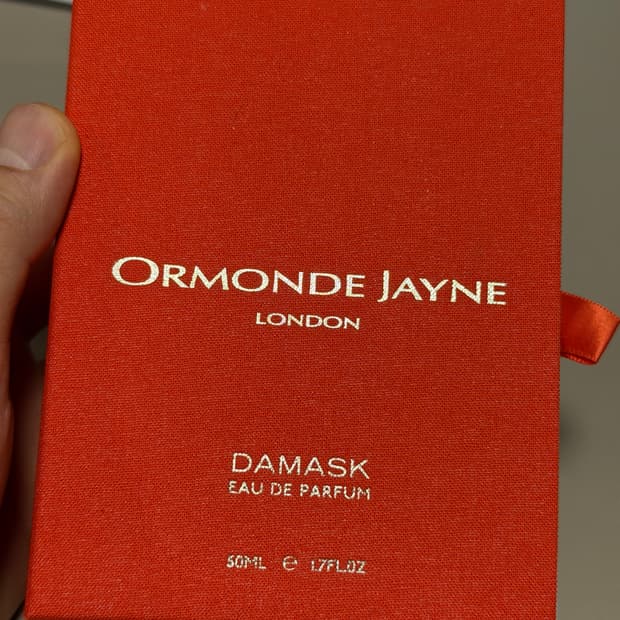 ORMONDE JAYNE
LONDON
DAMASK
EAU DE PARFUM
50ML ℮ 1.7FL.OZ